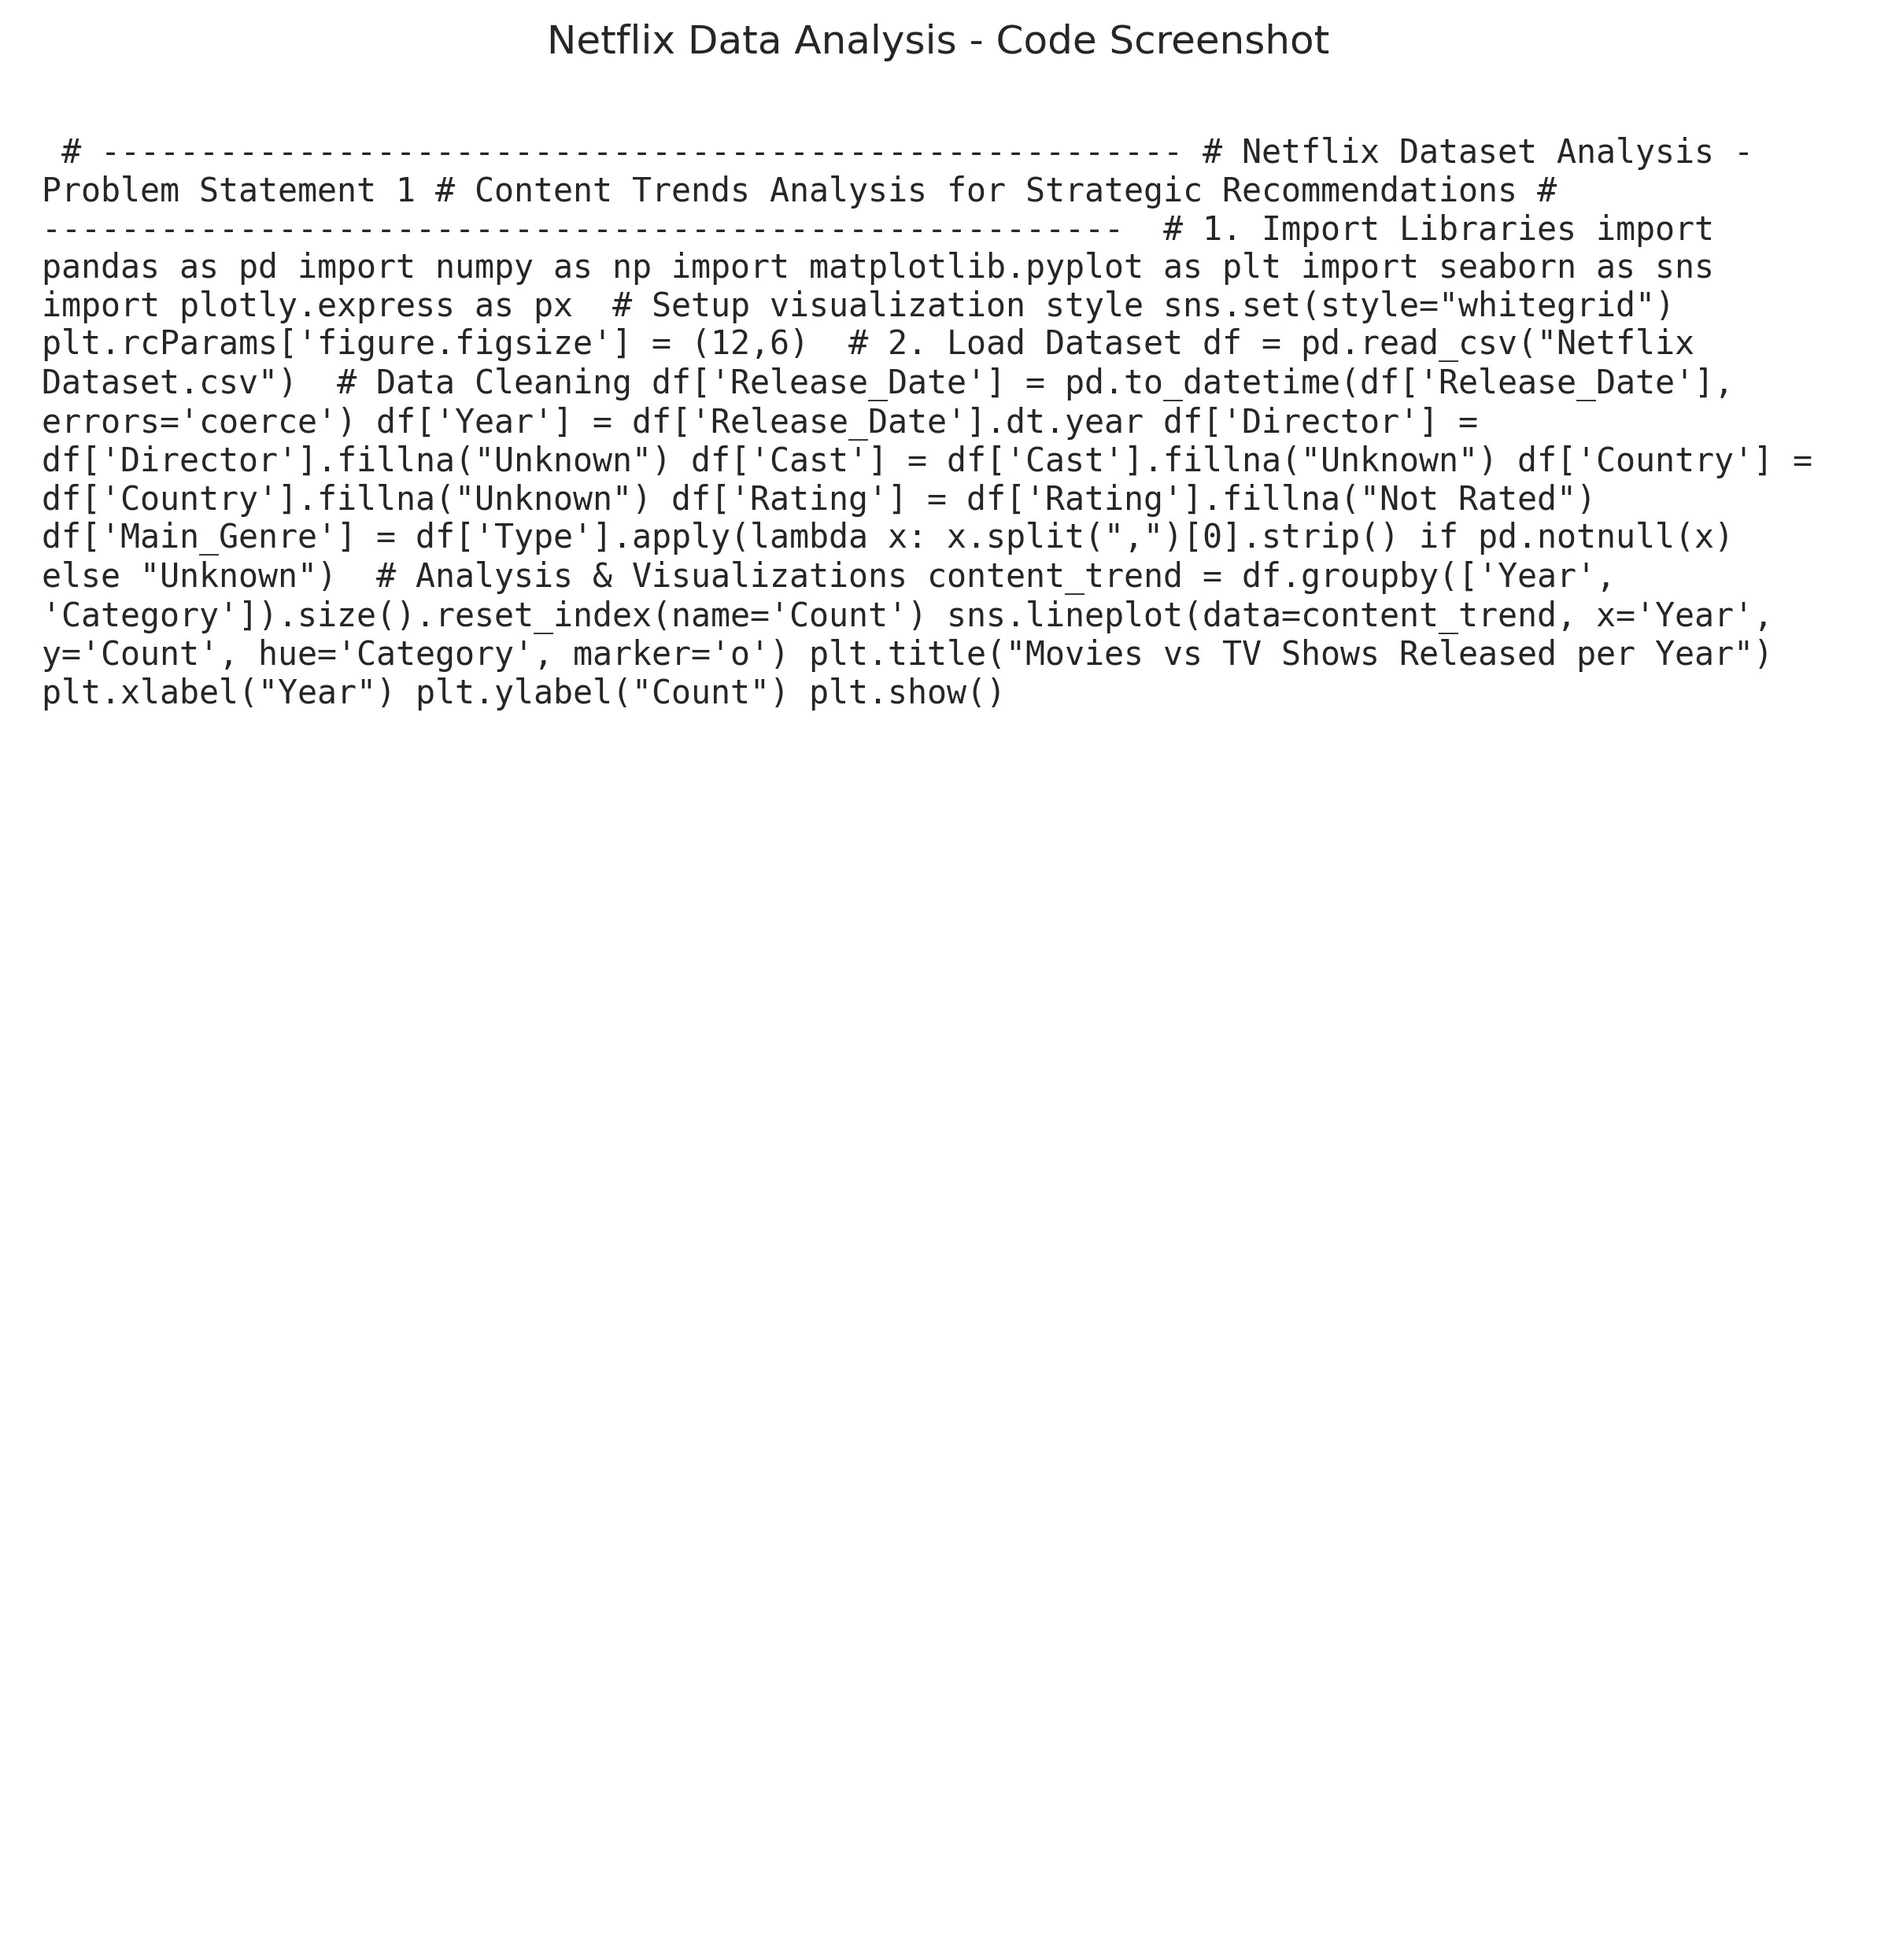 Netflix Data Analysis - Code Screenshot
# ------------------------------------------------------- # Netflix Dataset Analysis -
Problem Statement 1 # Content Trends Analysis for Strategic Recommendations #
-------------------------------------------------------  # 1. Import Libraries import
pandas as pd import numpy as np import matplotlib.pyplot as plt import seaborn as sns
import plotly.express as px  # Setup visualization style sns.set(style="whitegrid")
plt.rcParams['figure.figsize'] = (12,6)  # 2. Load Dataset df = pd.read_csv("Netflix
Dataset.csv")  # Data Cleaning df['Release_Date'] = pd.to_datetime(df['Release_Date'],
errors='coerce') df['Year'] = df['Release_Date'].dt.year df['Director'] =
df['Director'].fillna("Unknown") df['Cast'] = df['Cast'].fillna("Unknown") df['Country'] =
df['Country'].fillna("Unknown") df['Rating'] = df['Rating'].fillna("Not Rated")
df['Main_Genre'] = df['Type'].apply(lambda x: x.split(",")[0].strip() if pd.notnull(x)
else "Unknown")  # Analysis & Visualizations content_trend = df.groupby(['Year',
'Category']).size().reset_index(name='Count') sns.lineplot(data=content_trend, x='Year',
y='Count', hue='Category', marker='o') plt.title("Movies vs TV Shows Released per Year")
plt.xlabel("Year") plt.ylabel("Count") plt.show()